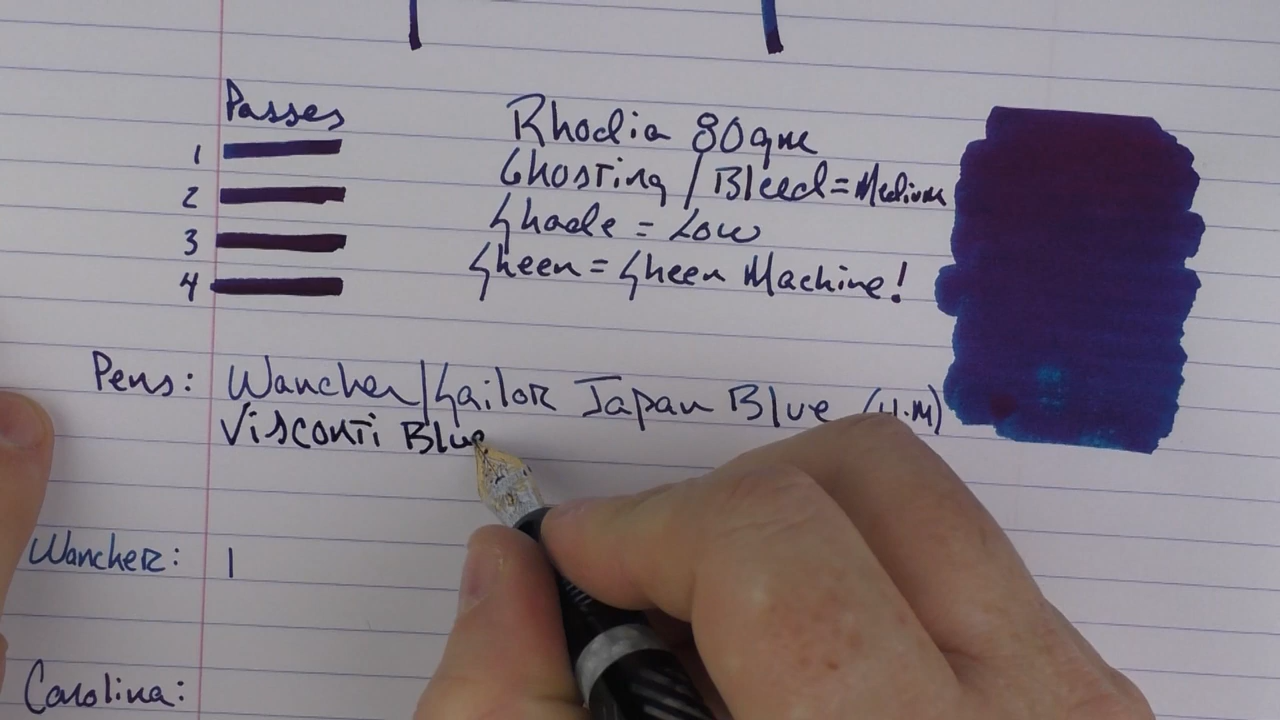 Passes
1
2
3
4
Rhodia 80gm
Ghosting / Bleed = Medium
Shade = Low
Sheen = Sheen Machine!
Pens: Wancher/Sailor Japan Blue (H.M)
Visconti Blue
Wancher: 1
Carolina: